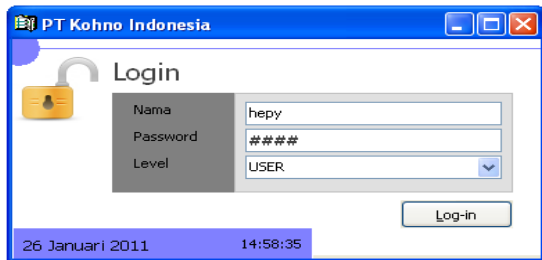 PT Kohno Indonesia
Login
Nama hepy
Password ####
Level USER
Log-in
26 Januari 2011 14:58:35